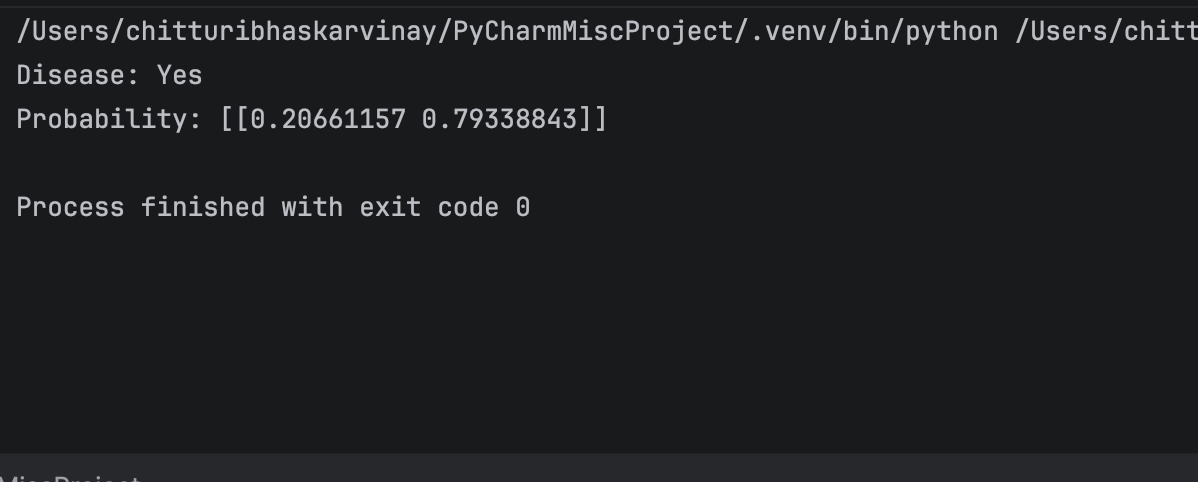 /Users/chitturibhaskarvinay/PyCharmMiscProject/.venv/bin/python /Users/chitt
Disease: Yes
Probability: [[0.20661157 0.79338843]]
Process finished with exit code 0
MiscProject